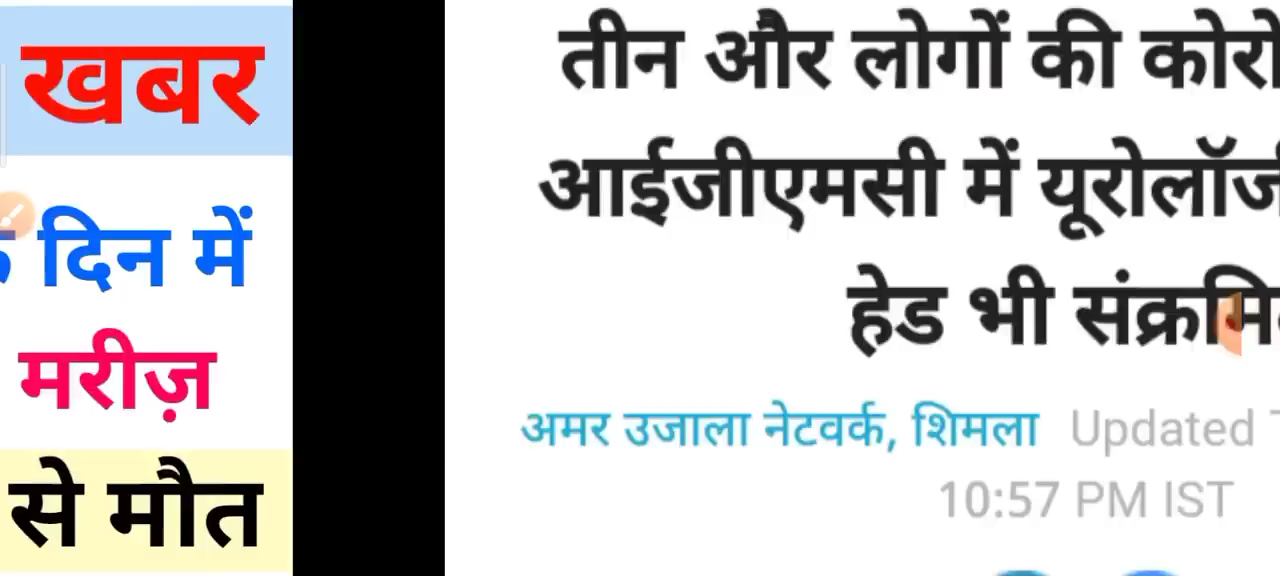 खबर
दिन में
मरीज़
से मौत
तीन और लोगों की
आईजीएमसी में
हेड भी
अमर उजाला नेटवर्क, शिमला Updated
10:57 PM IST